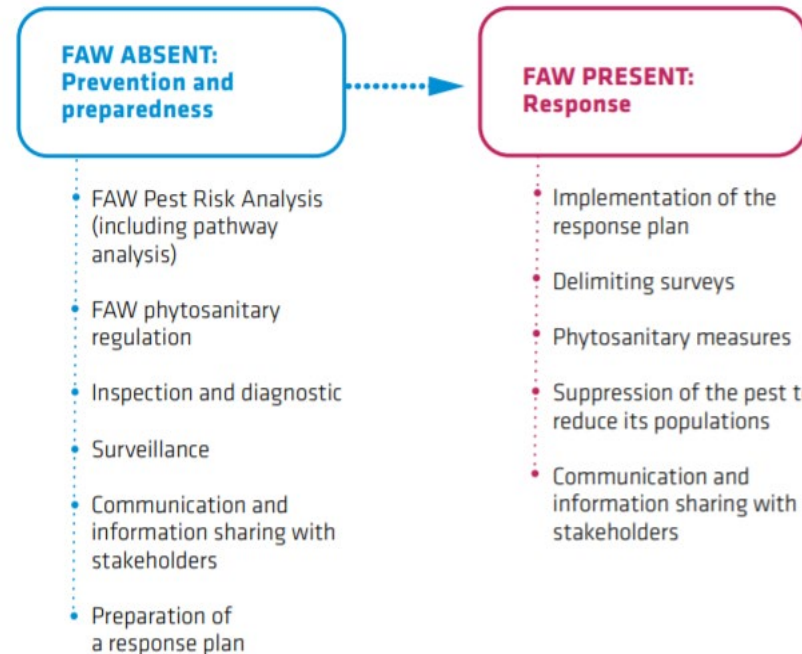 FAW ABSENT:
Prevention and
preparedness
FAW Pest Risk Analysis
(including pathway
analysis)
FAW phytosanitary
regulation
Inspection and diagnostic
Surveillance
Communication and
information sharing with
stakeholders
Preparation of
a response plan
FAW PRESENT:
Response
Implementation of the
response plan
Delimiting surveys
Phytosanitary measures
Suppression of the pest
reduce its populations
Communication and
information sharing with
stakeholders